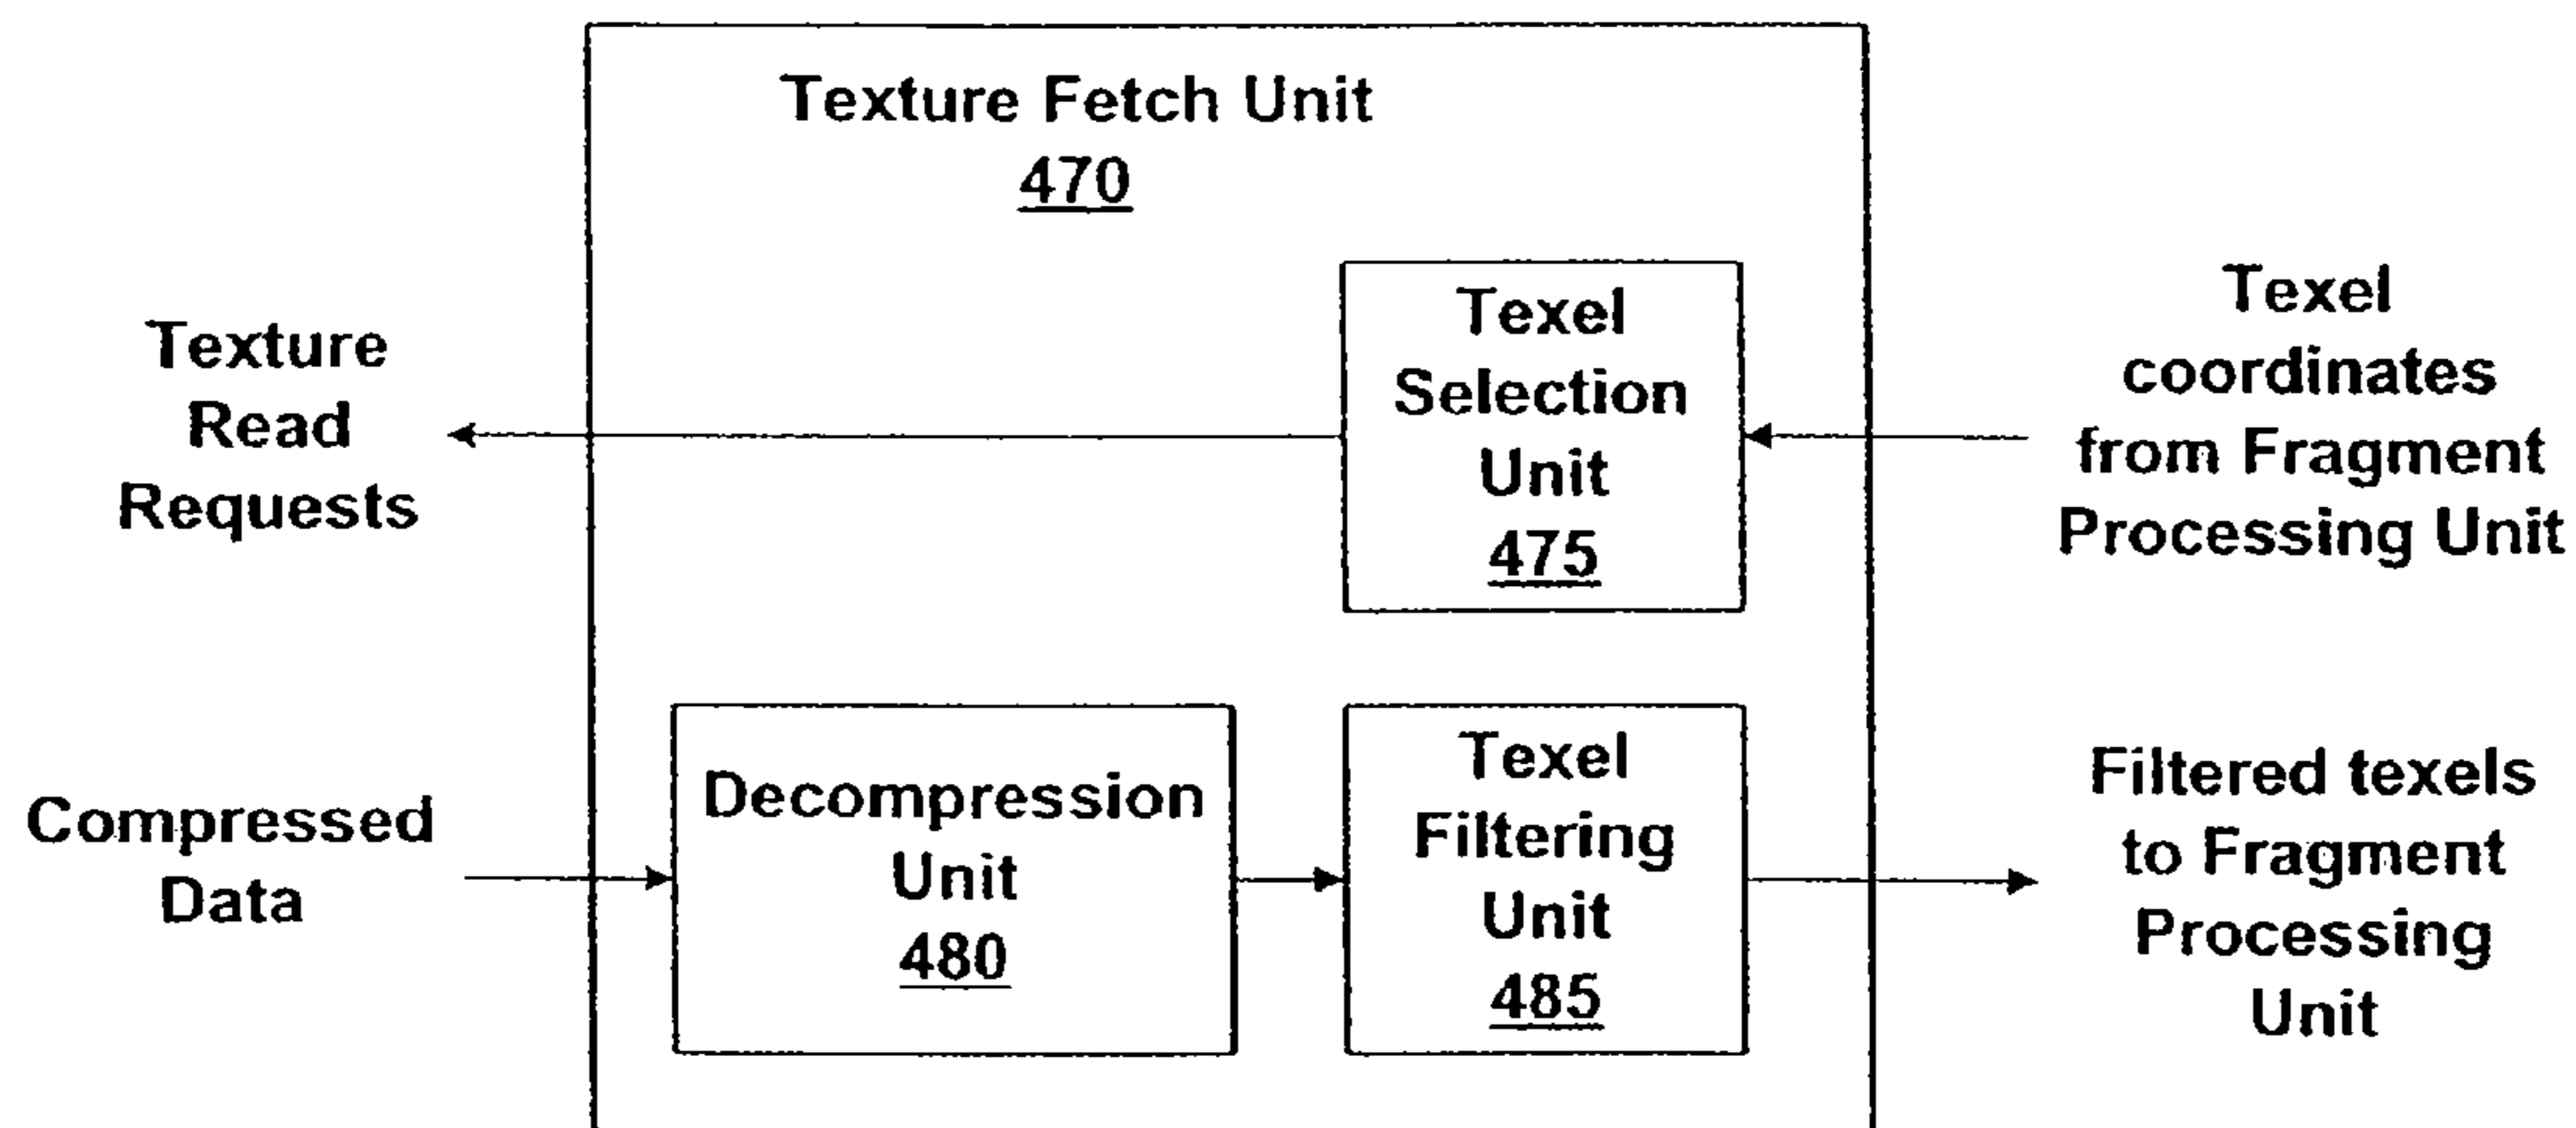 Texture Fetch Unit
470
Texture
Read
Requests
Texel
Selection
Unit
475
Texel
coordinates
from Fragment
Processing Unit
Compressed
Data
Decompression
Unit
480
Texel
Filtering
Unit
485
Filtered texels
to Fragment
Processing
Unit